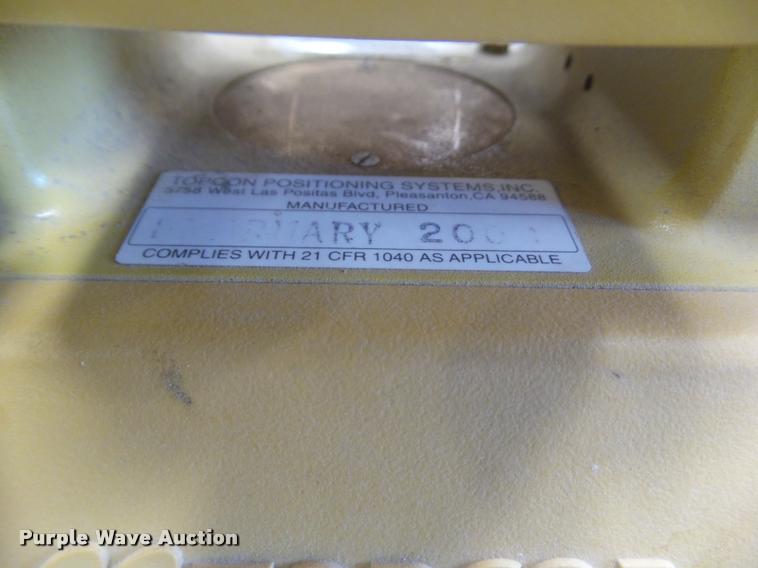 TOPCON POSITIONING SYSTEMS, INC.
5758 West Las Positas Blvd, Pleasanton, CA 94588
MANUFACTURED
COMPLIES WITH 21 CFR 1040 AS APPLICABLE
Purple Wave Auction